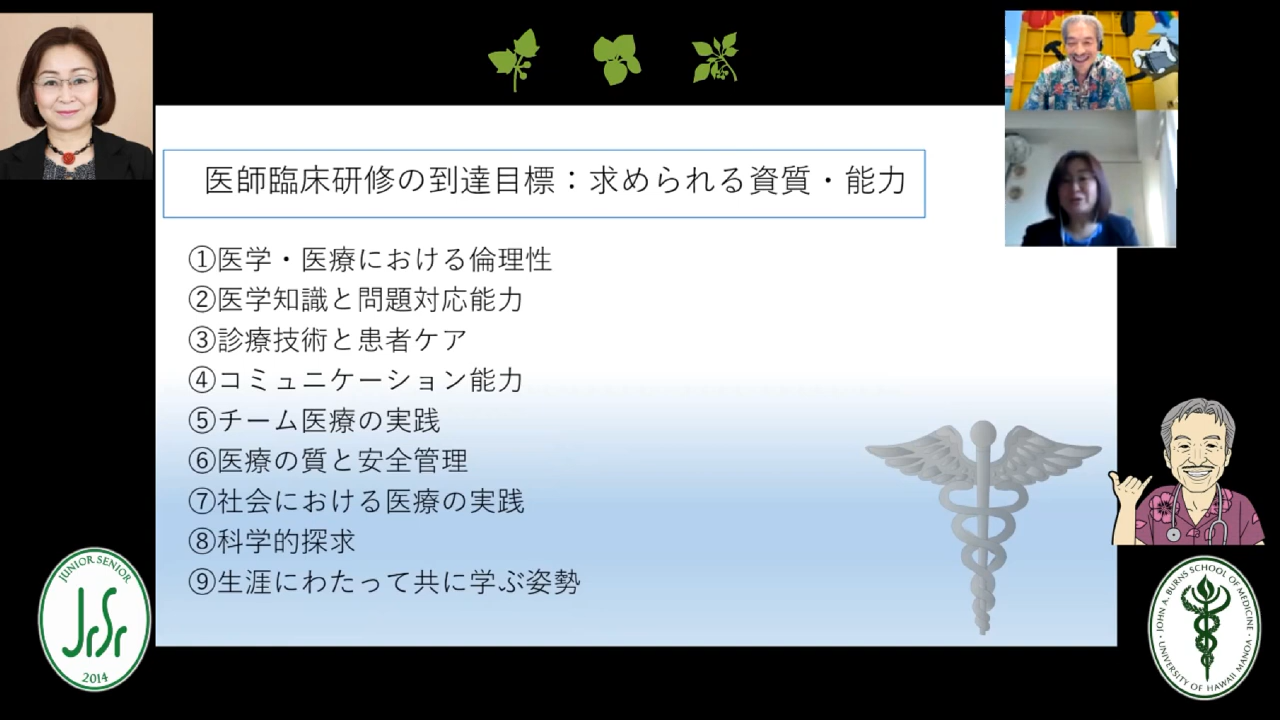 医師臨床研修の到達目標：求められる資質・能力
①医学・医療における倫理性
②医学知識と問題対応能力
③診療技術と患者ケア
④コミュニケーション能力
⑤チーム医療の実践
⑥医療の質と安全管理
⑦社会における医療の実践
⑧科学的探求
⑨生涯にわたって共に学ぶ姿勢
JUNIOR SENIOR
JrSr
2014
JOHN A. BURNS SCHOOL OF MEDICINE
UNIVERSITY OF HAWAII MANOA